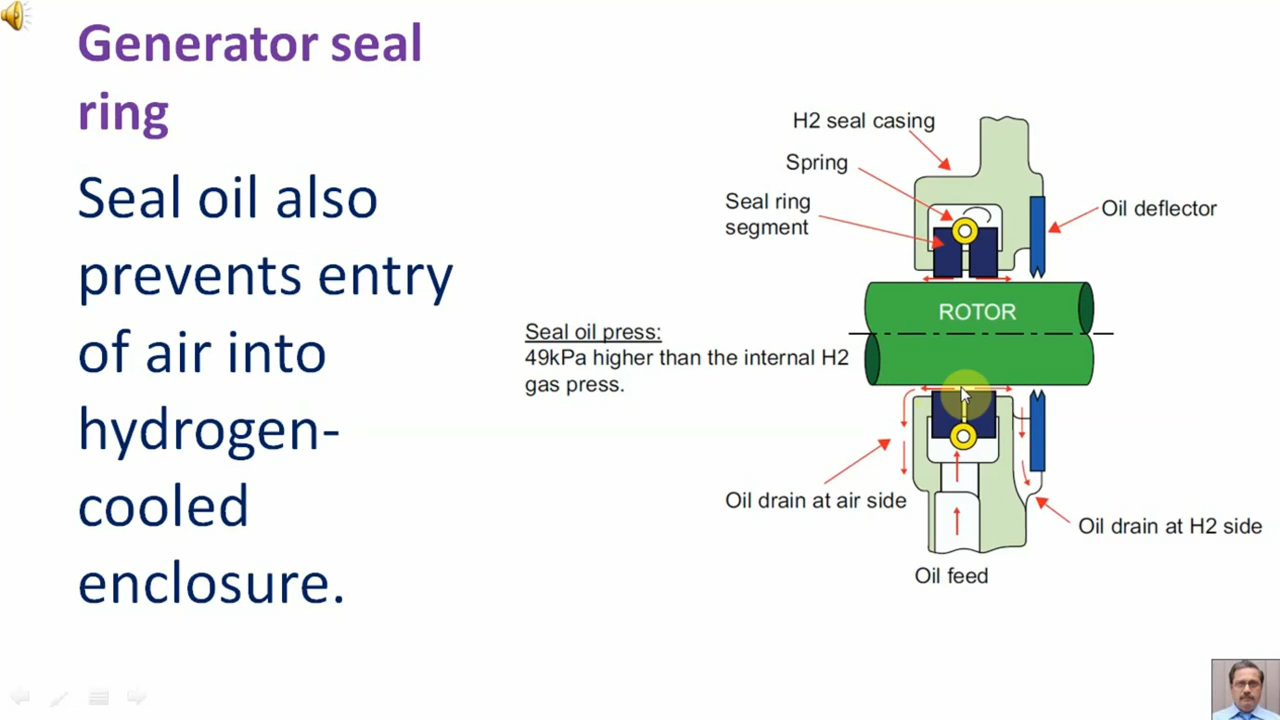 Generator seal
ring
Seal oil also
prevents entry
of air into
hydrogen-
cooled
enclosure.
H2 seal casing
Spring
Seal ring
segment
Oil deflector
ROTOR
Seal oil press:
49kPa higher than the internal H2
gas press.
Oil drain at air side
Oil drain at H2 side
Oil feed